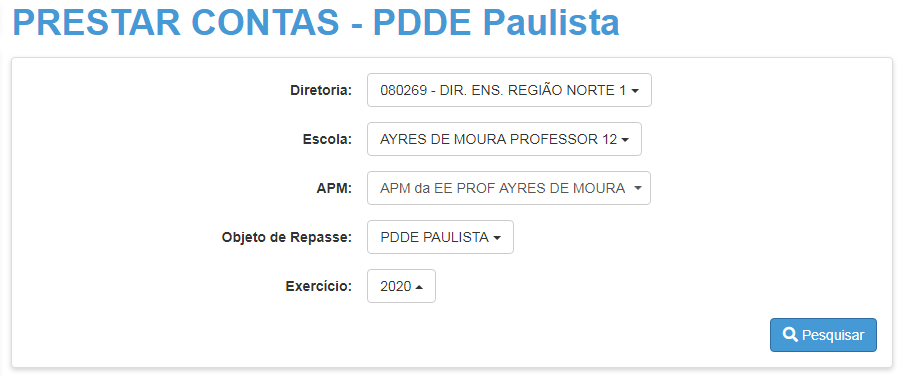 PRESTAR CONTAS - PDDE Paulista
Diretoria: 080269 - DIR. ENS. REGIÃO NORTE 1
Escola: AYRES DE MOURA PROFESSOR 12
APM: APM da EE PROF AYRES DE MOURA
Objeto de Repasse: PDDE PAULISTA
Exercício: 2020
Pesquisar